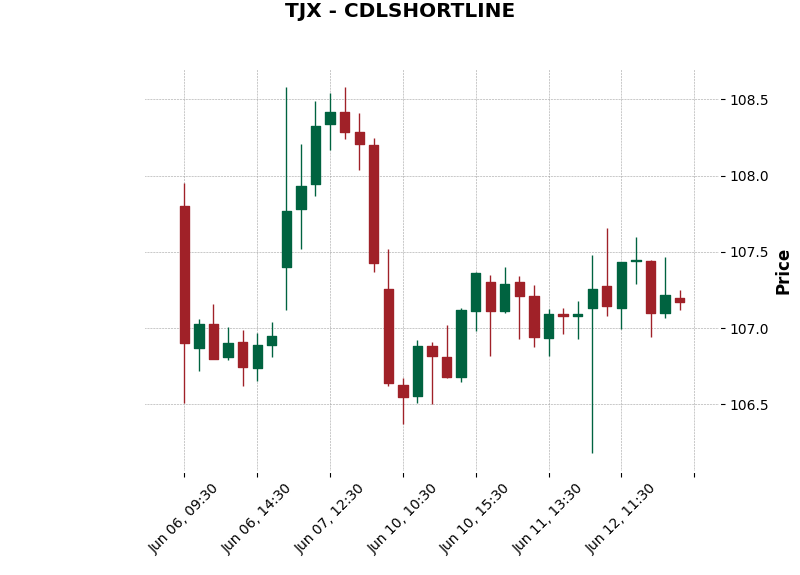 TJX - CDLSHORTLINE
108.5
108.0
107.5
107.0
106.5
Price
Jun 06, 09:30
Jun 06, 14:30
Jun 07, 12:30
Jun 10, 10:30
Jun 10, 15:30
Jun 11, 13:30
Jun 12, 11:30